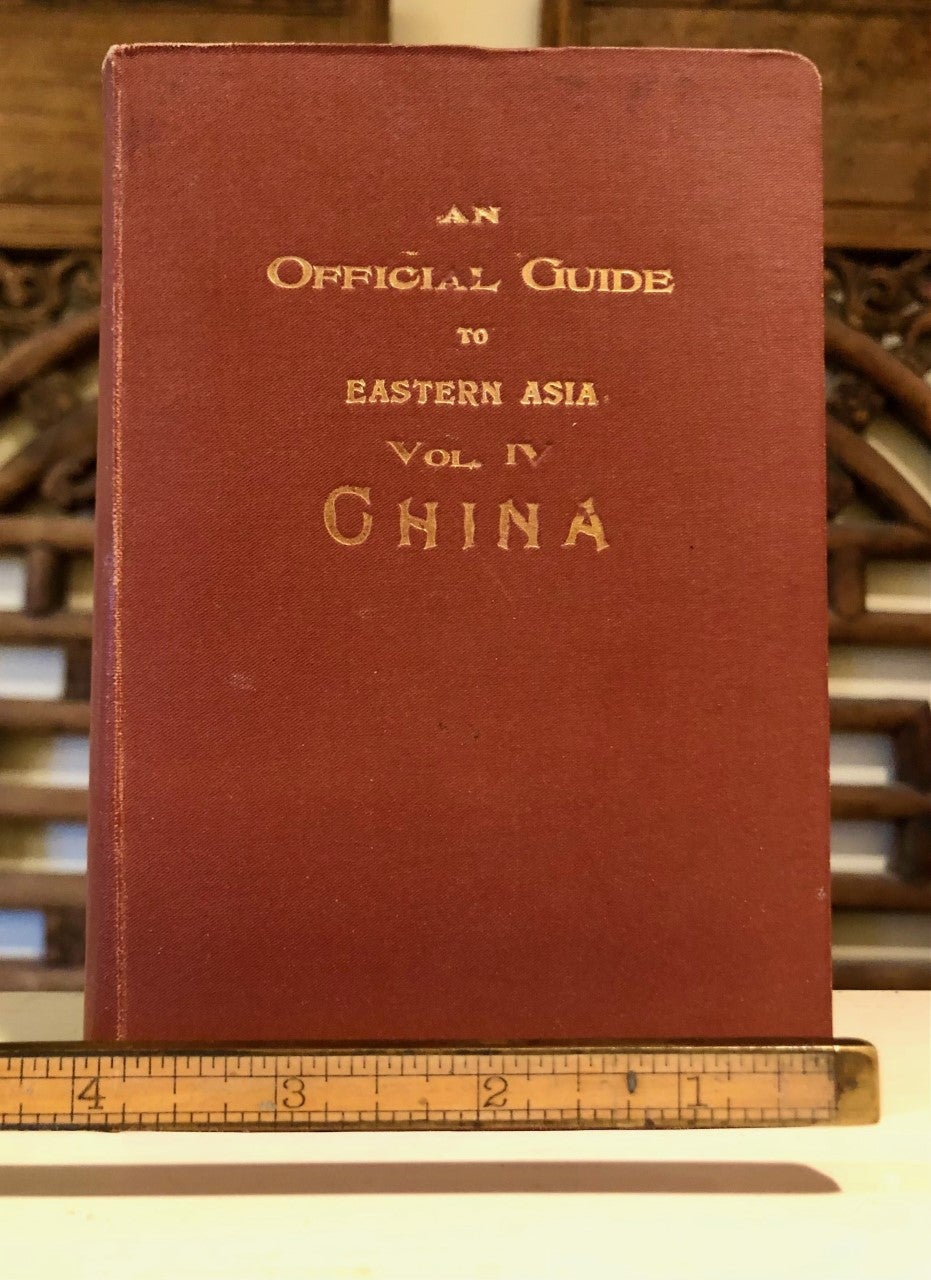 AN
OFFICIAL GUIDE
TO
EASTERN ASIA
VOL. IV
CHINA
4 3 2 1